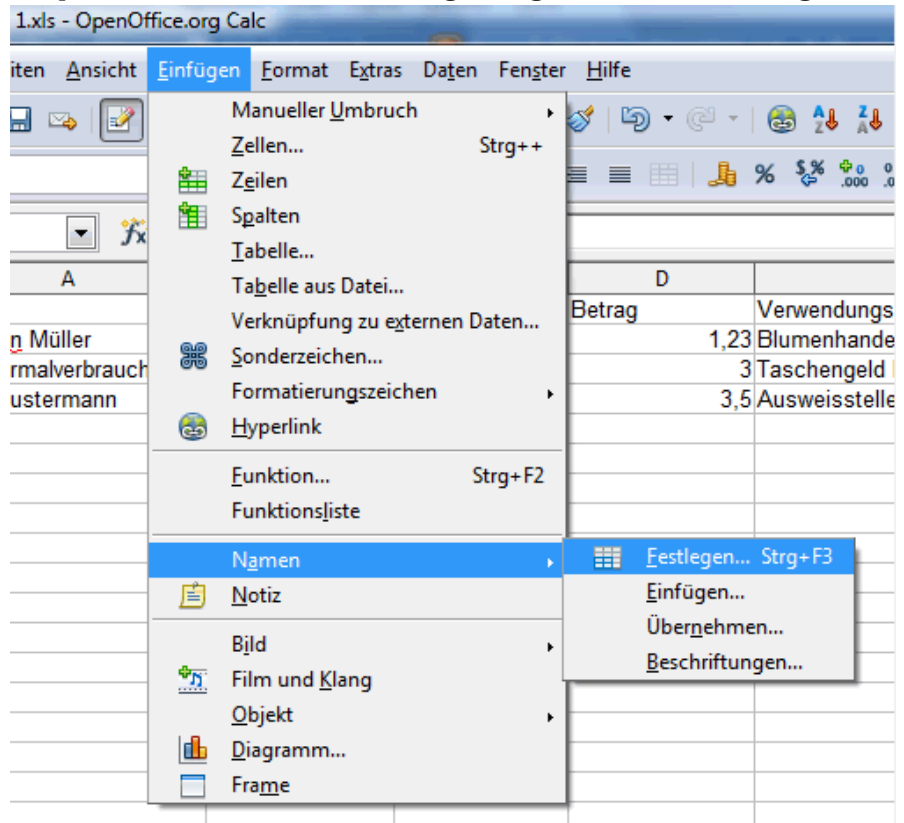 1.xls - OpenOffice.org Calc
iten Ansicht Einfügen Format Extras Daten Fenster Hilfe
Manueller Umbruch
Zellen... Strg++
Zeilen
Spalten
Tabelle...
Tabelle aus Datei...
Verknüpfung zu externen Daten...
Sonderzeichen...
Formatierungszeichen
Hyperlink
Funktion... Strg+F2
Funktionsliste
Namen
Notiz
Bild
Film und Klang
Objekt
Diagramm...
Frame
Festlegen... Strg+F3
Einfügen...
Übernehmen...
Beschriftungen...
A D
Betrag Verwendungs
n Müller 1,23 Blumenhande
rmalverbrauch 3 Taschengeld
ustermann 3,5 Ausweisstelle